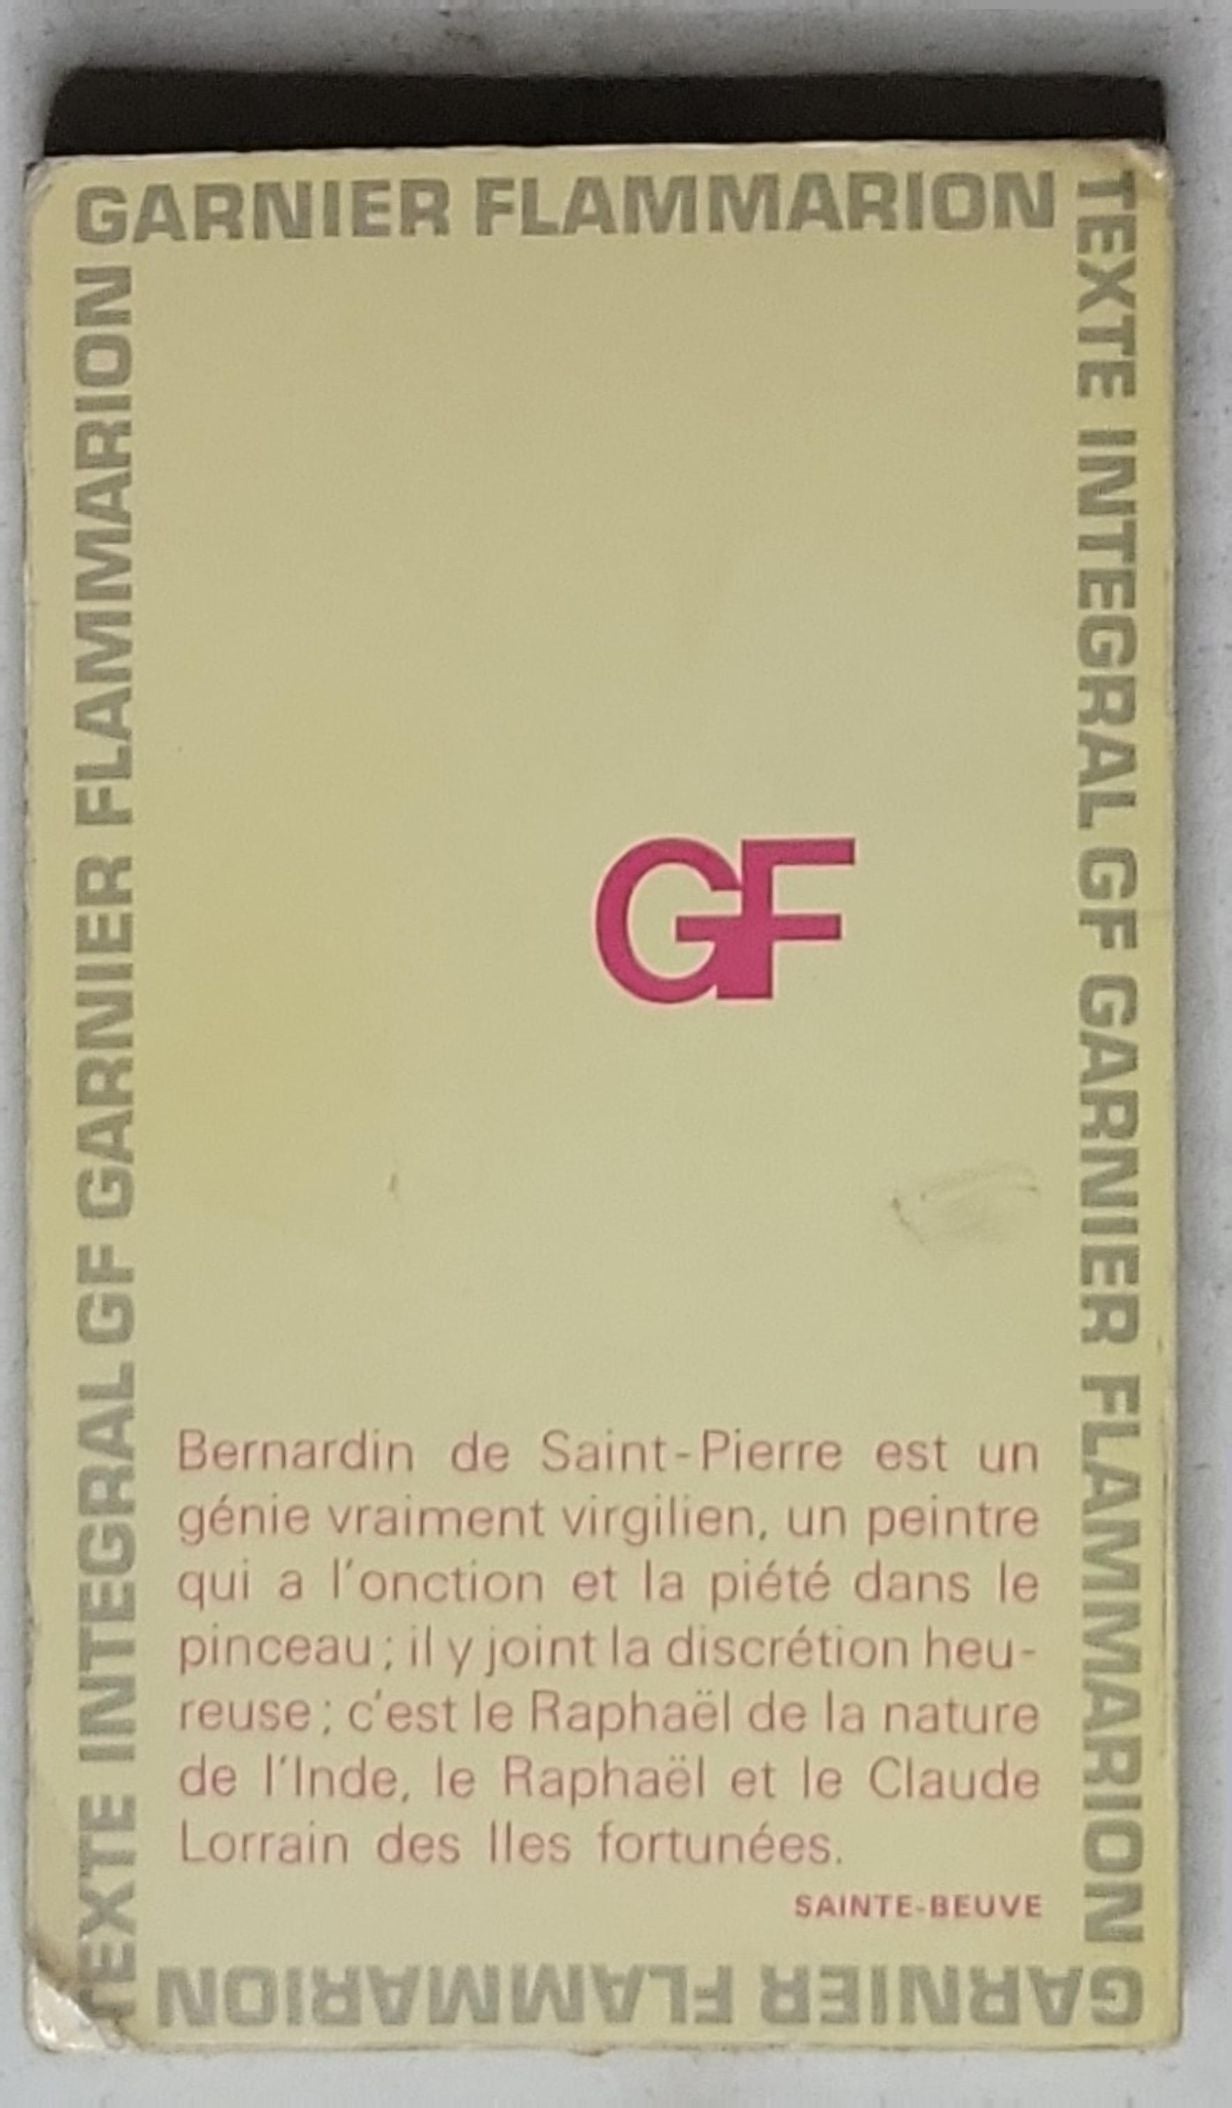 GARNIER FLAMMARION
TEXTE INTEGRAL GF GARNIER FLAMMARION
GARNIER FLAMMARION
TEXTE INTEGRAL GF GARNIER FLAMMARION
GF
Bernardin de Saint-Pierre est un
génie vraiment virgilien, un peintre
qui a l'onction et la piété dans le
pinceau ; il y joint la discrétion heu-
reuse ; c'est le Raphaël de la nature
de l'Inde, le Raphaël et le Claude
Lorrain des Iles fortunées.
SAINTE-BEUVE